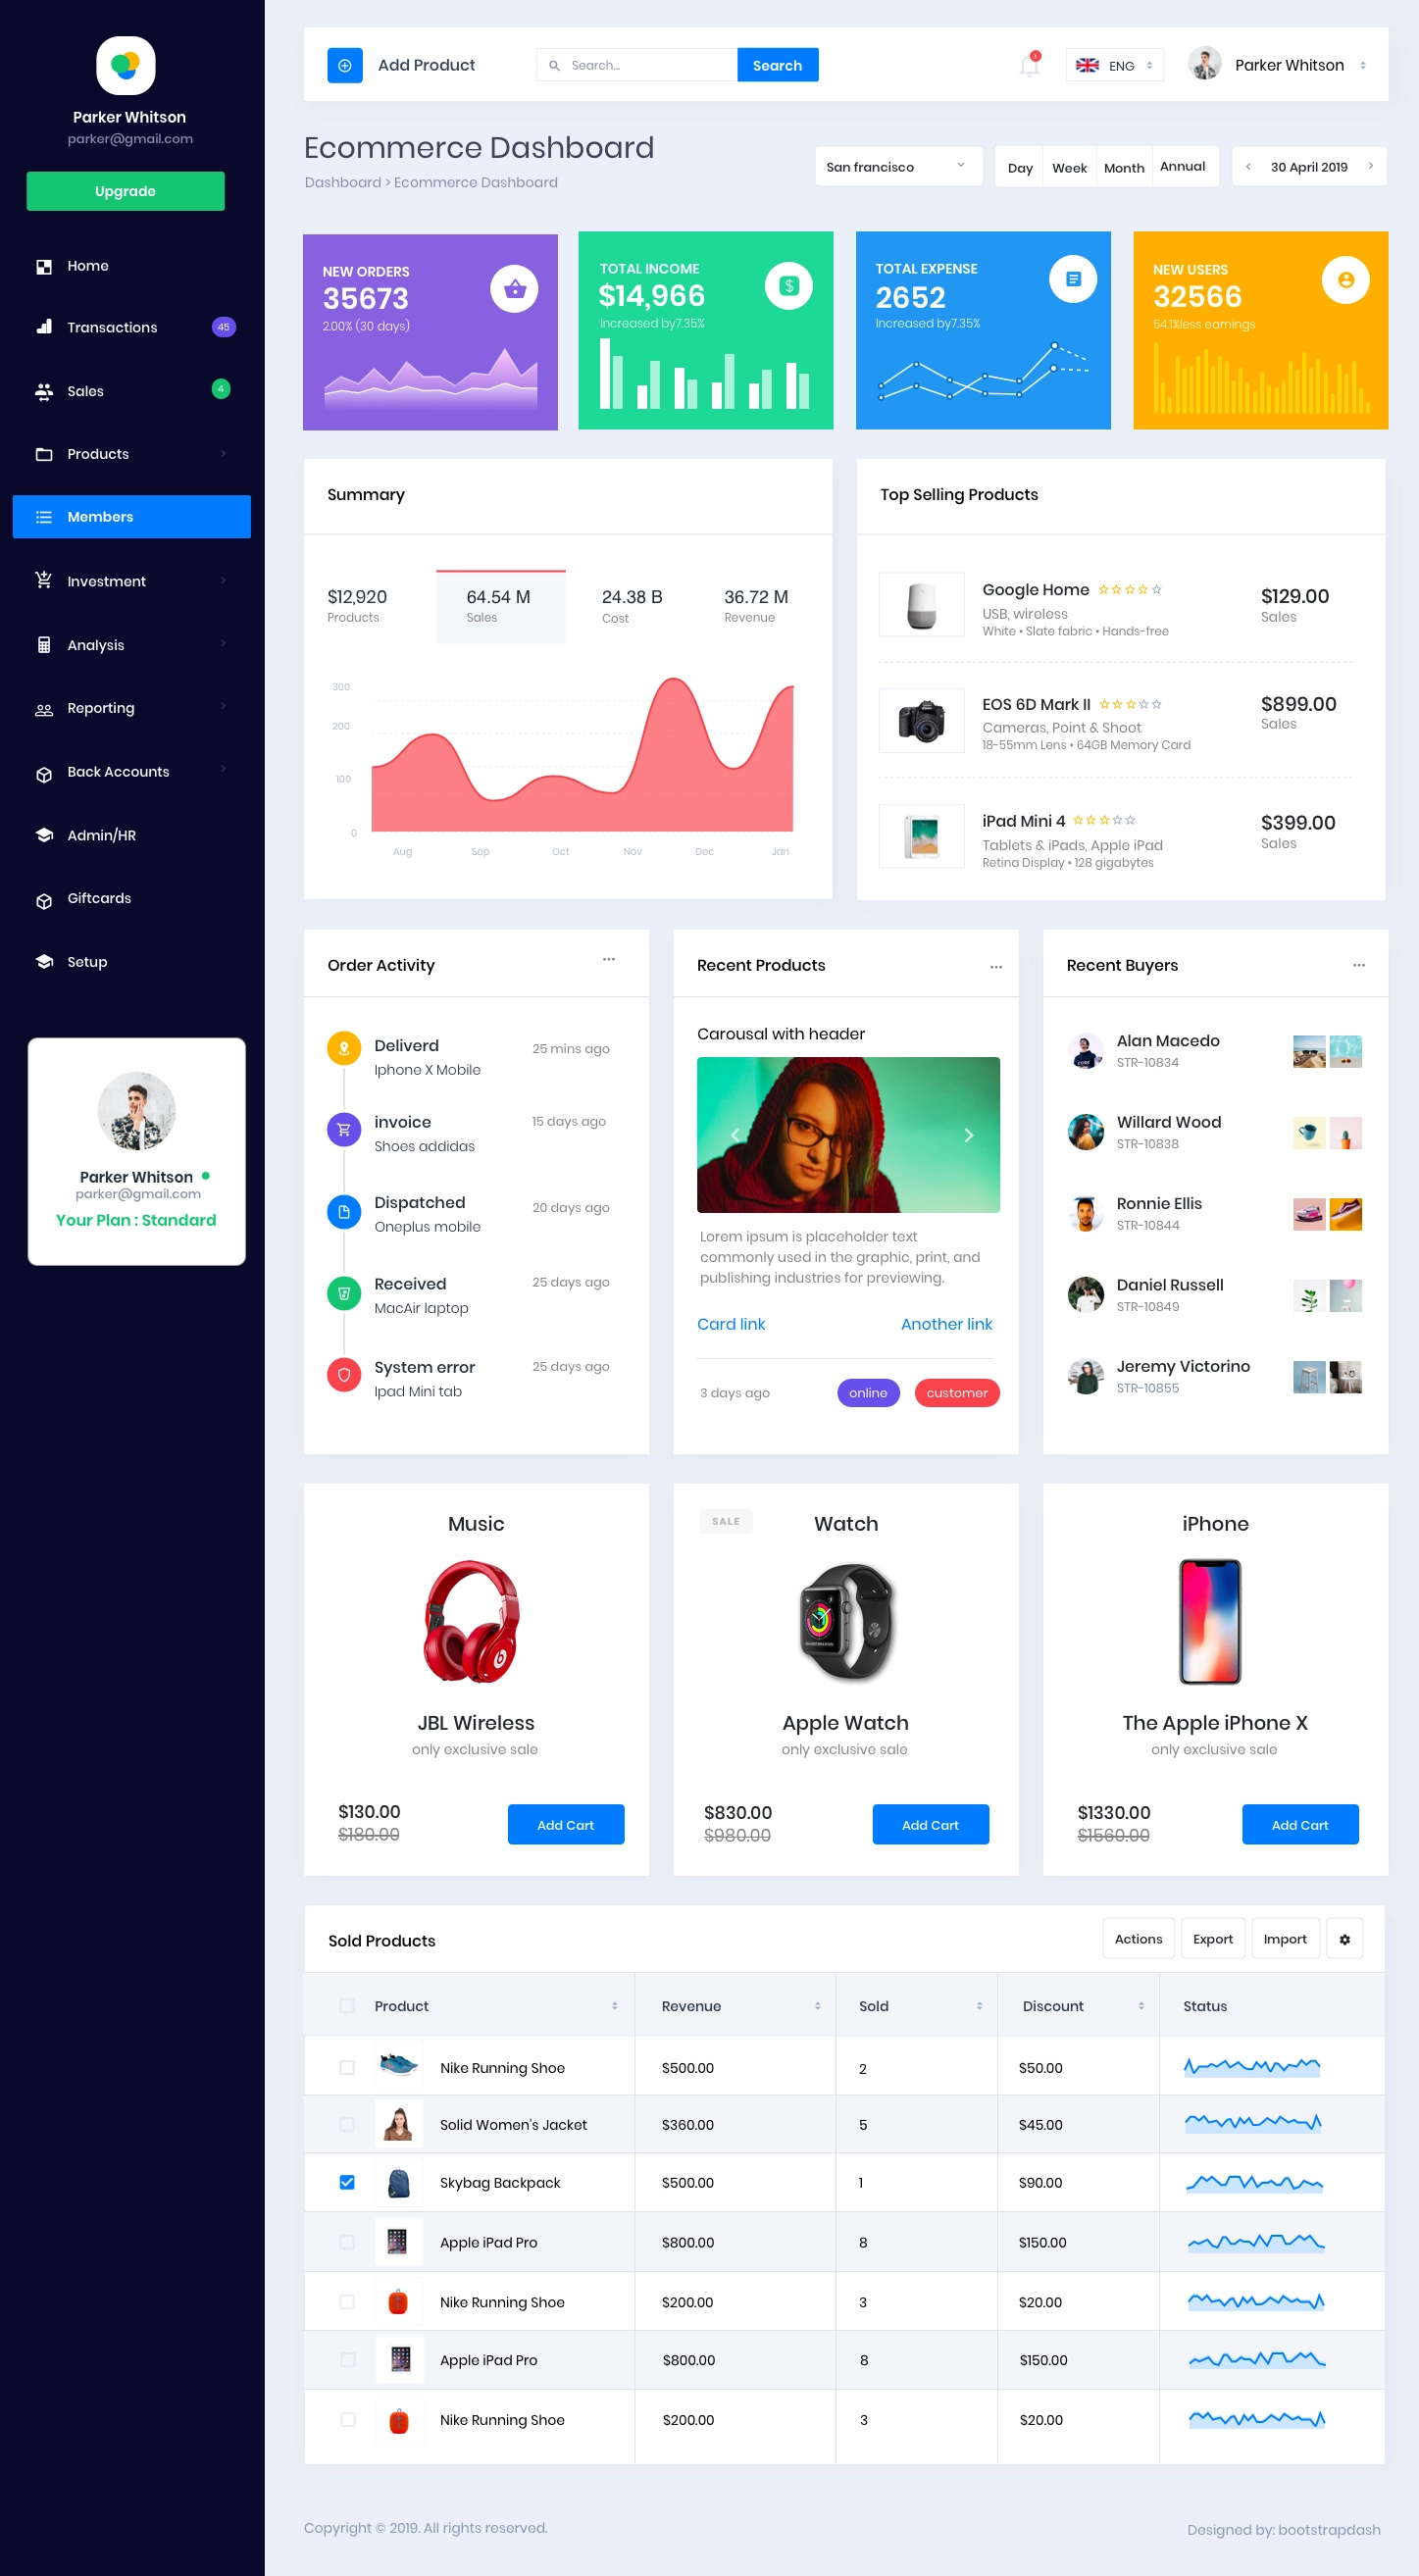 Parker Whitson
parker@gmail.com
Upgrade
Home
Transactions
45
Sales
4
Products
Members
Investment
Analysis
Reporting
Back Accounts
Admin/HR
Giftcards
Setup
Parker Whitson
parker@gmail.com
Your Plan : Standard
Add Product
Search...
Search
ENG
Parker Whitson
Ecommerce Dashboard
Dashboard > Ecommerce Dashboard
San francisco
Day
Week
Month
Annual
30 April 2019
NEW ORDERS
35673
2.00% (30 days)
TOTAL INCOME
$14,966
Increased by7.35%
TOTAL EXPENSE
2652
Increased by7.35%
NEW USERS
32566
54.1%less earnings
Summary
$12,920
Products
64.54 M
Sales
24.38 B
Cost
36.72 M
Revenue
300
200
100
0
Aug
Sep
Oct
Nov
Dec
Jan
Top Selling Products
Google Home
USB, wireless
White • Slate fabric • Hands-free
$129.00
Sales
EOS 6D Mark II
Cameras, Point & Shoot
18-55mm Lens • 64GB Memory Card
$899.00
Sales
iPad Mini 4
Tablets & iPads, Apple iPad
Retina Display • 128 gigabytes
$399.00
Sales
Order Activity
Deliverd
Iphone X Mobile
25 mins ago
invoice
Shoes addidas
15 days ago
Dispatched
Oneplus mobile
20 days ago
Received
MacAir laptop
25 days ago
System error
Ipad Mini tab
25 days ago
Recent Products
Carousal with header
Lorem ipsum is placeholder text
commonly used in the graphic, print, and
publishing industries for previewing.
Card link
Another link
3 days ago
online
customer
Recent Buyers
Alan Macedo
STR-10834
Willard Wood
STR-10838
Ronnie Ellis
STR-10844
Daniel Russell
STR-10849
Jeremy Victorino
STR-10855
Music
JBL Wireless
only exclusive sale
$130.00
$180.00
Add Cart
SALE
Watch
Apple Watch
only exclusive sale
$830.00
$980.00
Add Cart
iPhone
The Apple iPhone X
only exclusive sale
$1330.00
$1560.00
Add Cart
Sold Products
Actions
Export
Import
Product
Revenue
Sold
Discount
Status
Nike Running Shoe
$500.00
2
$50.00
Solid Women's Jacket
$360.00
5
$45.00
Skybag Backpack
$500.00
1
$90.00
Apple iPad Pro
$800.00
8
$150.00
Nike Running Shoe
$200.00
3
$20.00
Apple iPad Pro
$800.00
8
$150.00
Nike Running Shoe
$200.00
3
$20.00
Copyright © 2019. All rights reserved.
Designed by: bootstrapdash